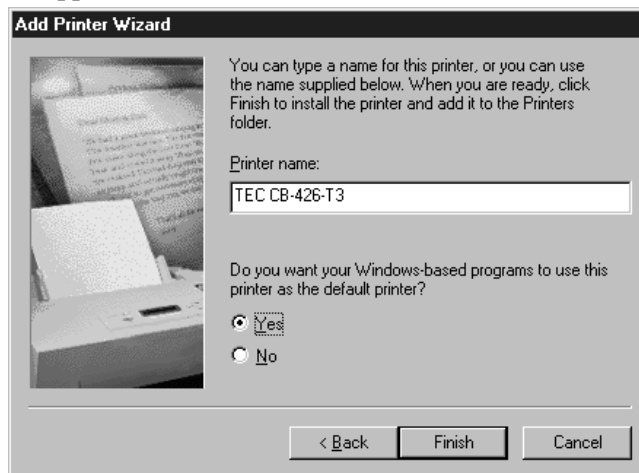 Add Printer Wizard
You can type a name for this printer, or you can use
the name supplied below. When you are ready, click
Finish to install the printer and add it to the Printers
folder.
Printer name:
TEC CB-426-T3
Do you want your Windows-based programs to use this
printer as the default printer?
Yes
No
< Back
Finish
Cancel